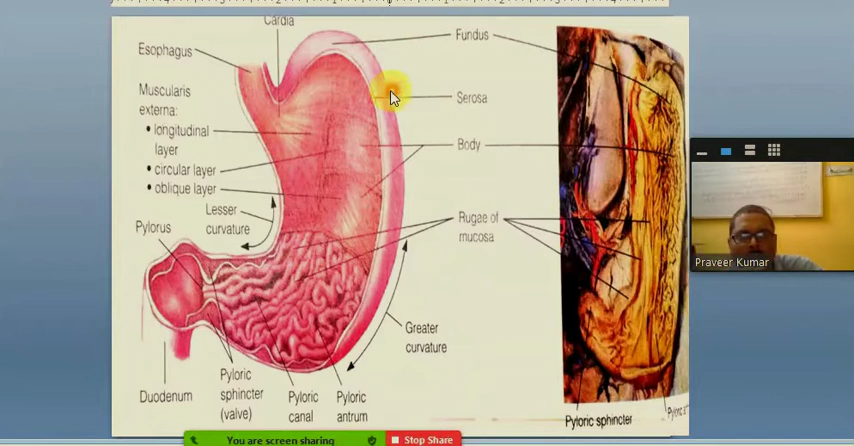 Cardia
Esophagus
Fundus
Muscularis
externa:
• longitudinal
layer
• circular layer
• oblique layer
Serosa
Body
Lesser
curvature
Pylorus
Rugae of
mucosa
Greater
curvature
Duodenum
Pyloric
sphincter
(valve)
Pyloric
canal
Pyloric
antrum
Pyloric sphincter
Praveer Kumar
You are screen sharing
Stop Share